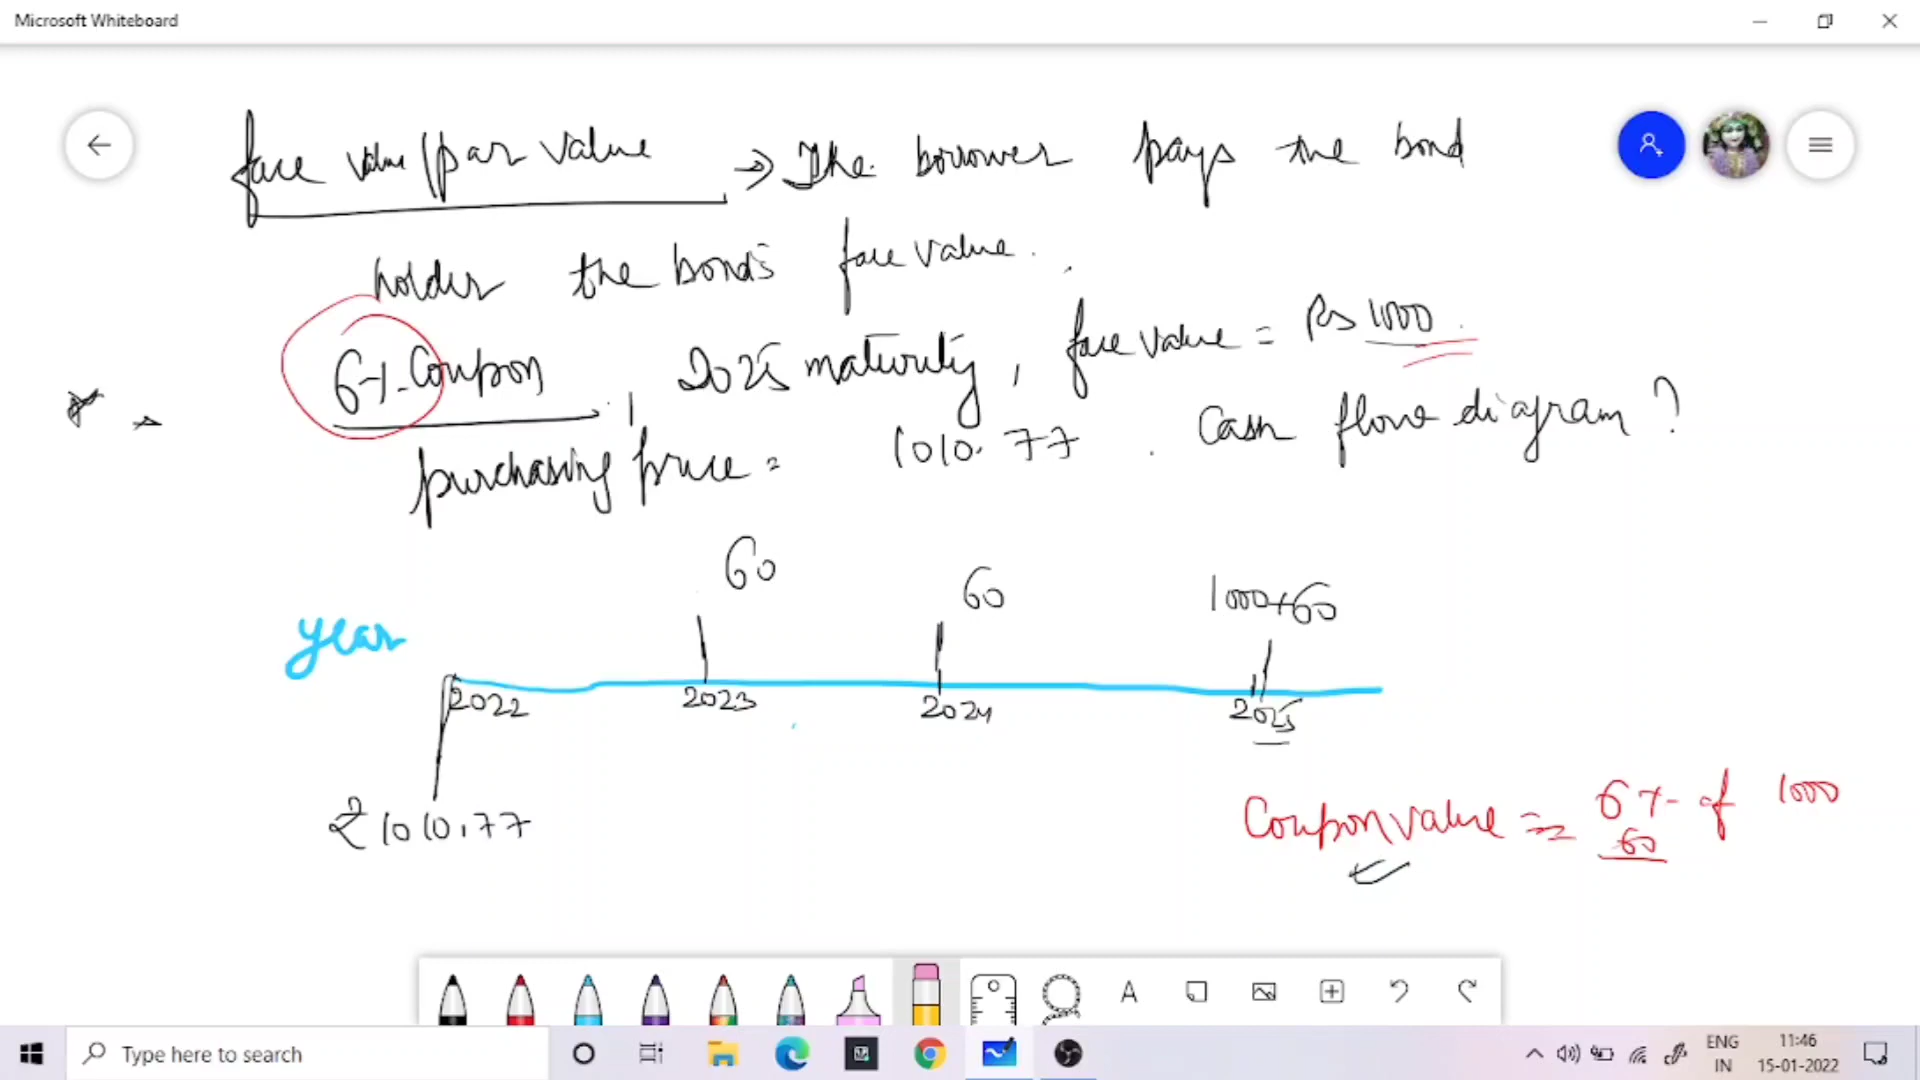 Microsoft Whiteboard
face value/par value → The borrower pays the bond
holder the bond's face value.
6% Coupon, 2025 maturity, face value = Rs 1000.
purchasing price = 1010.77. Cash flow diagram?
60 60 1000+60
year
2022 2023 2024 2025
₹1010.77
Coupon value = 6% of 1000
60
Type here to search
ENG
IN
11:46
15-01-2022